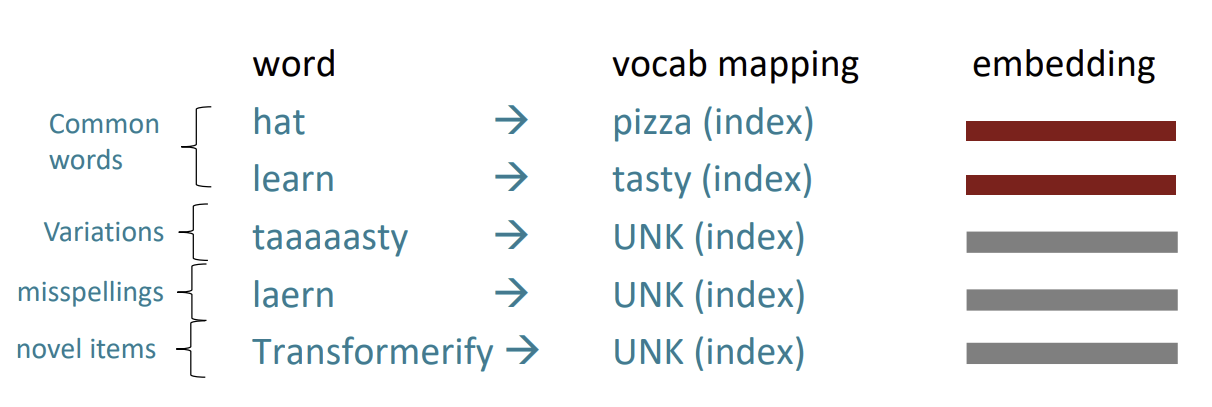 word vocab mapping embedding
Common
words
hat → pizza (index)
learn → tasty (index)
Variations taaaaasty → UNK (index)
misspellings laern → UNK (index)
novel items Transformerify → UNK (index)